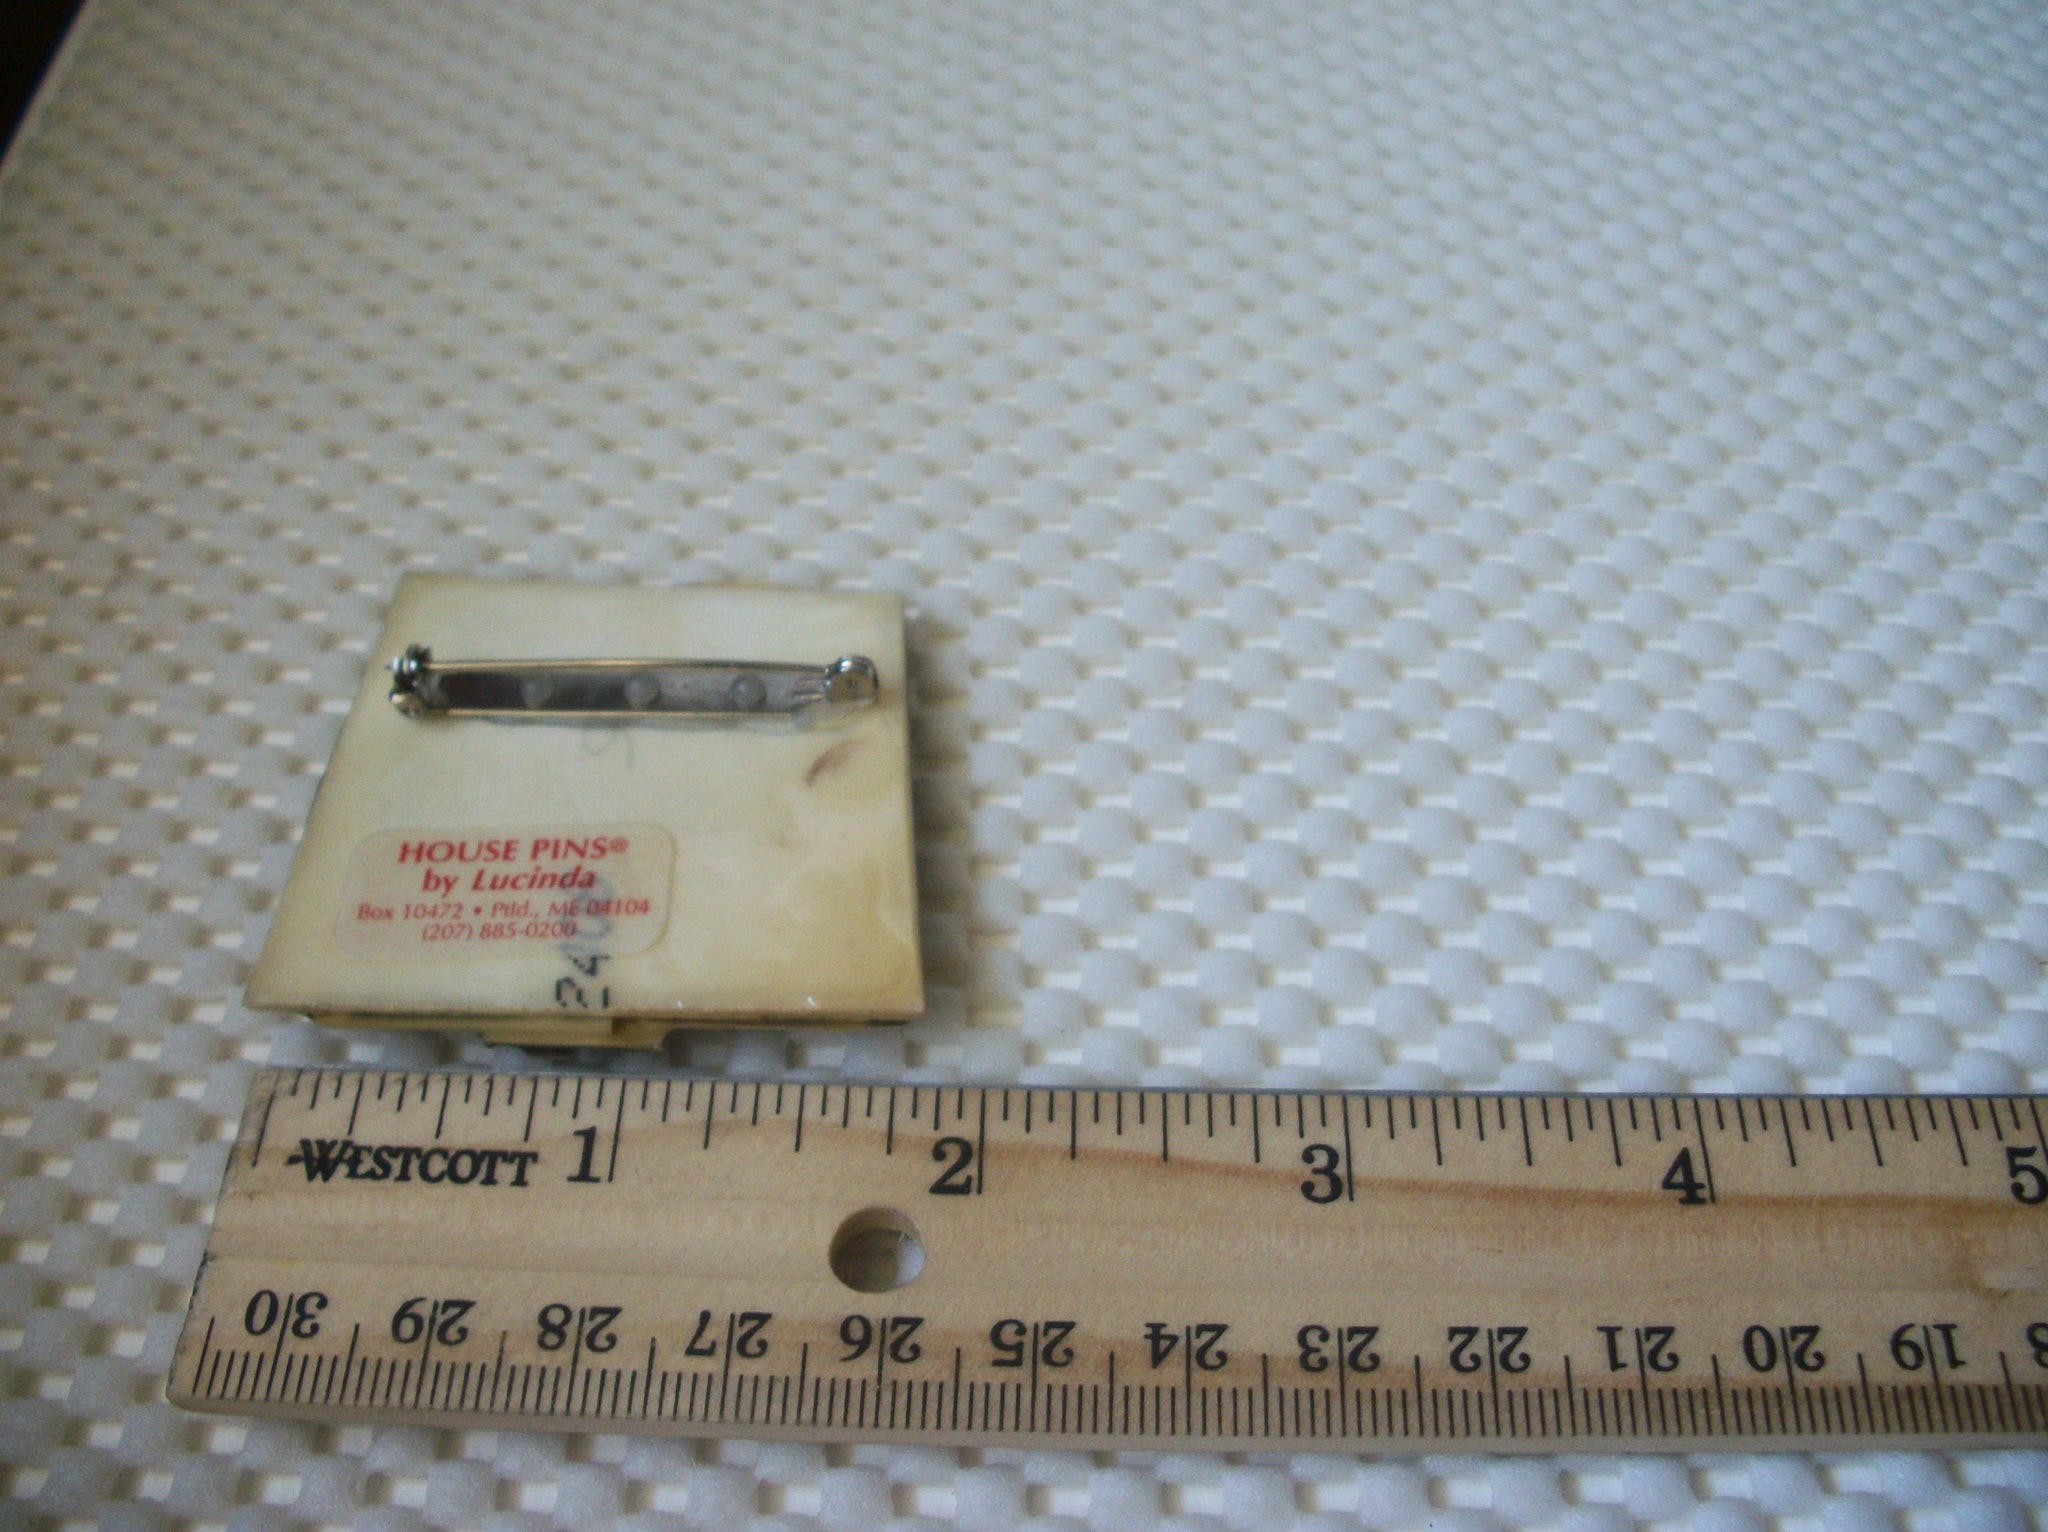 HOUSE PINS®
by Lucinda
Box 10472 • Ptld., ME 04104
(207) 885-0200
WESTCOTT 1 2 3 4 5
30 29 28 27 26 25 24 23 22 21 20 19